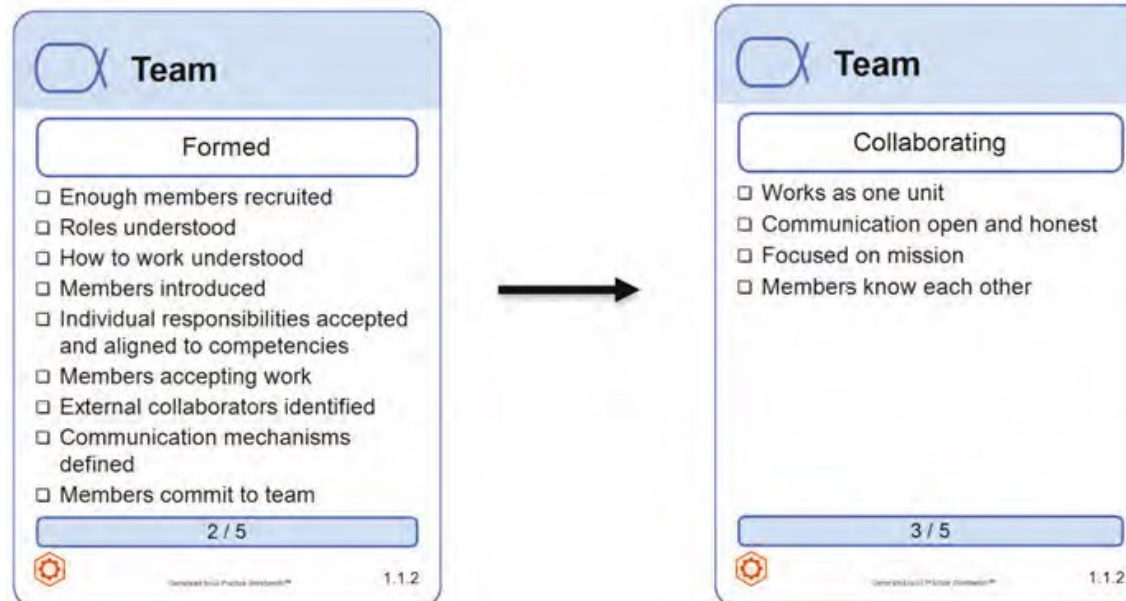 Team
Formed
❑ Enough members recruited
❑ Roles understood
❑ How to work understood
❑ Members introduced
❑ Individual responsibilities accepted
and aligned to competencies
❑ Members accepting work
❑ External collaborators identified
❑ Communication mechanisms
defined
❑ Members commit to team
2 / 5
1.1.2
Team
Collaborating
❑ Works as one unit
❑ Communication open and honest
❑ Focused on mission
❑ Members know each other
3 / 5
1.1.2